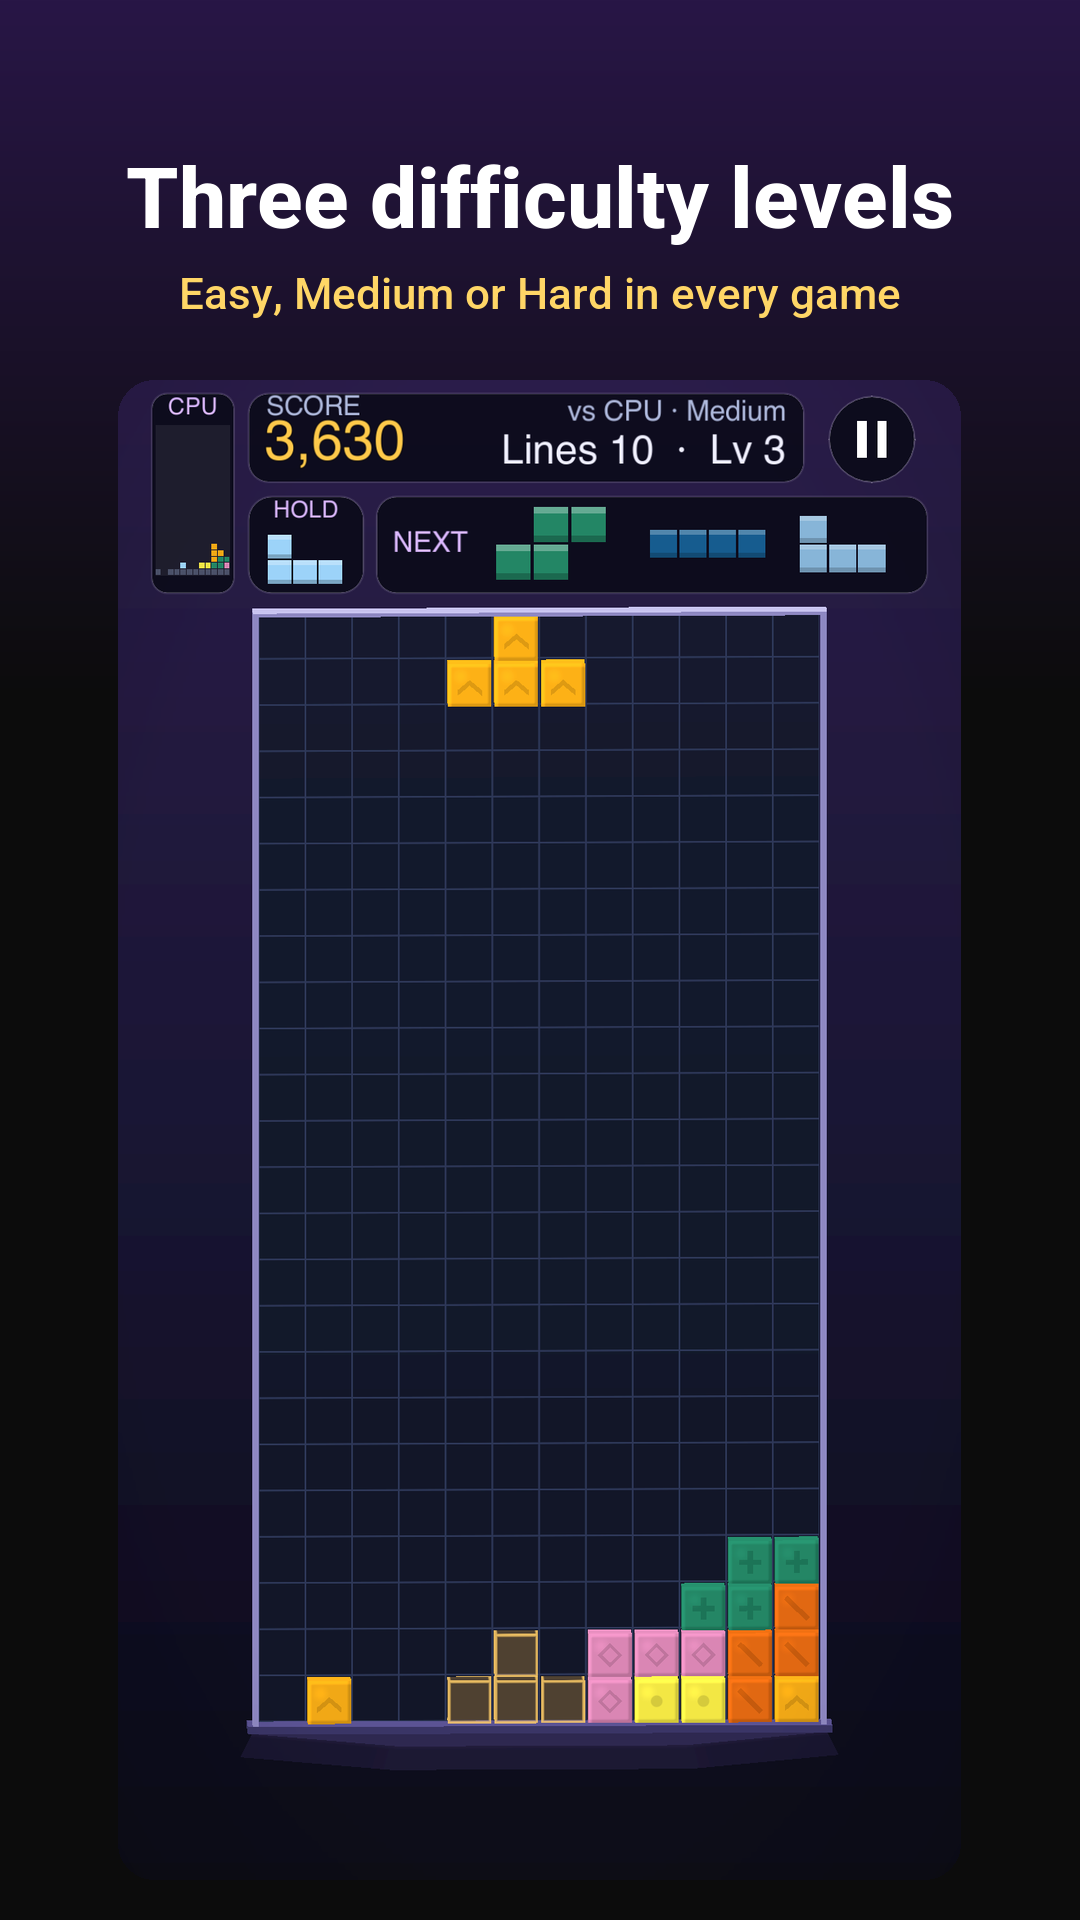 Three difficulty levels
Easy, Medium or Hard in every game
CPU
SCORE
3,630
vs CPU · Medium
Lines 10 · Lv 3
HOLD
NEXT